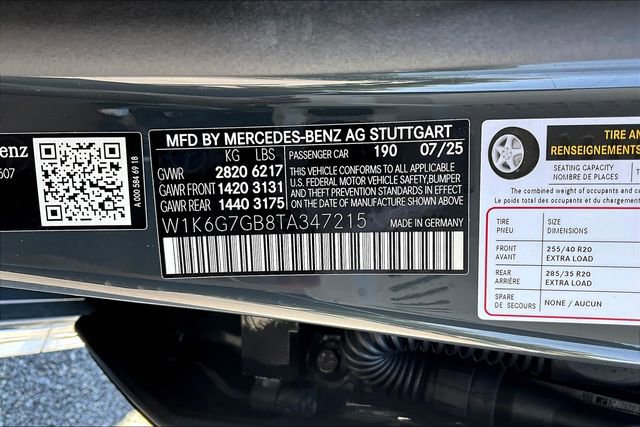 enz
507
A 000 584 69 18
MFD BY MERCEDES-BENZ AG STUTTGART
KG LBS
GVWR 2820 6217
GAWR FRONT 1420 3131
GAWR REAR 1440 3175
PASSENGER CAR 190 07/25
THIS VEHICLE CONFORMS TO ALL APPLICABLE
U.S. FEDERAL MOTOR VEHICLE SAFETY, BUMPER
AND THEFT PREVENTION STANDARDS IN EFFECT
ON THE DATE OF MANUFACTURE SHOWN ABOVE
W1K6G7GB8TA347215 MADE IN GERMANY
TIRE AN
RENSEIGNEMENTS
SEATING CAPACITY
NOMBRE DE PLACES
The combined weight of occupants and
Le poids total des occupants et du chargement
TIRE SIZE
PNEU DIMENSIONS
FRONT 255/40 R20
AVANT EXTRA LOAD
REAR 285/35 R20
ARRIÈRE EXTRA LOAD
SPARE NONE / AUCUN
DE SECOURS